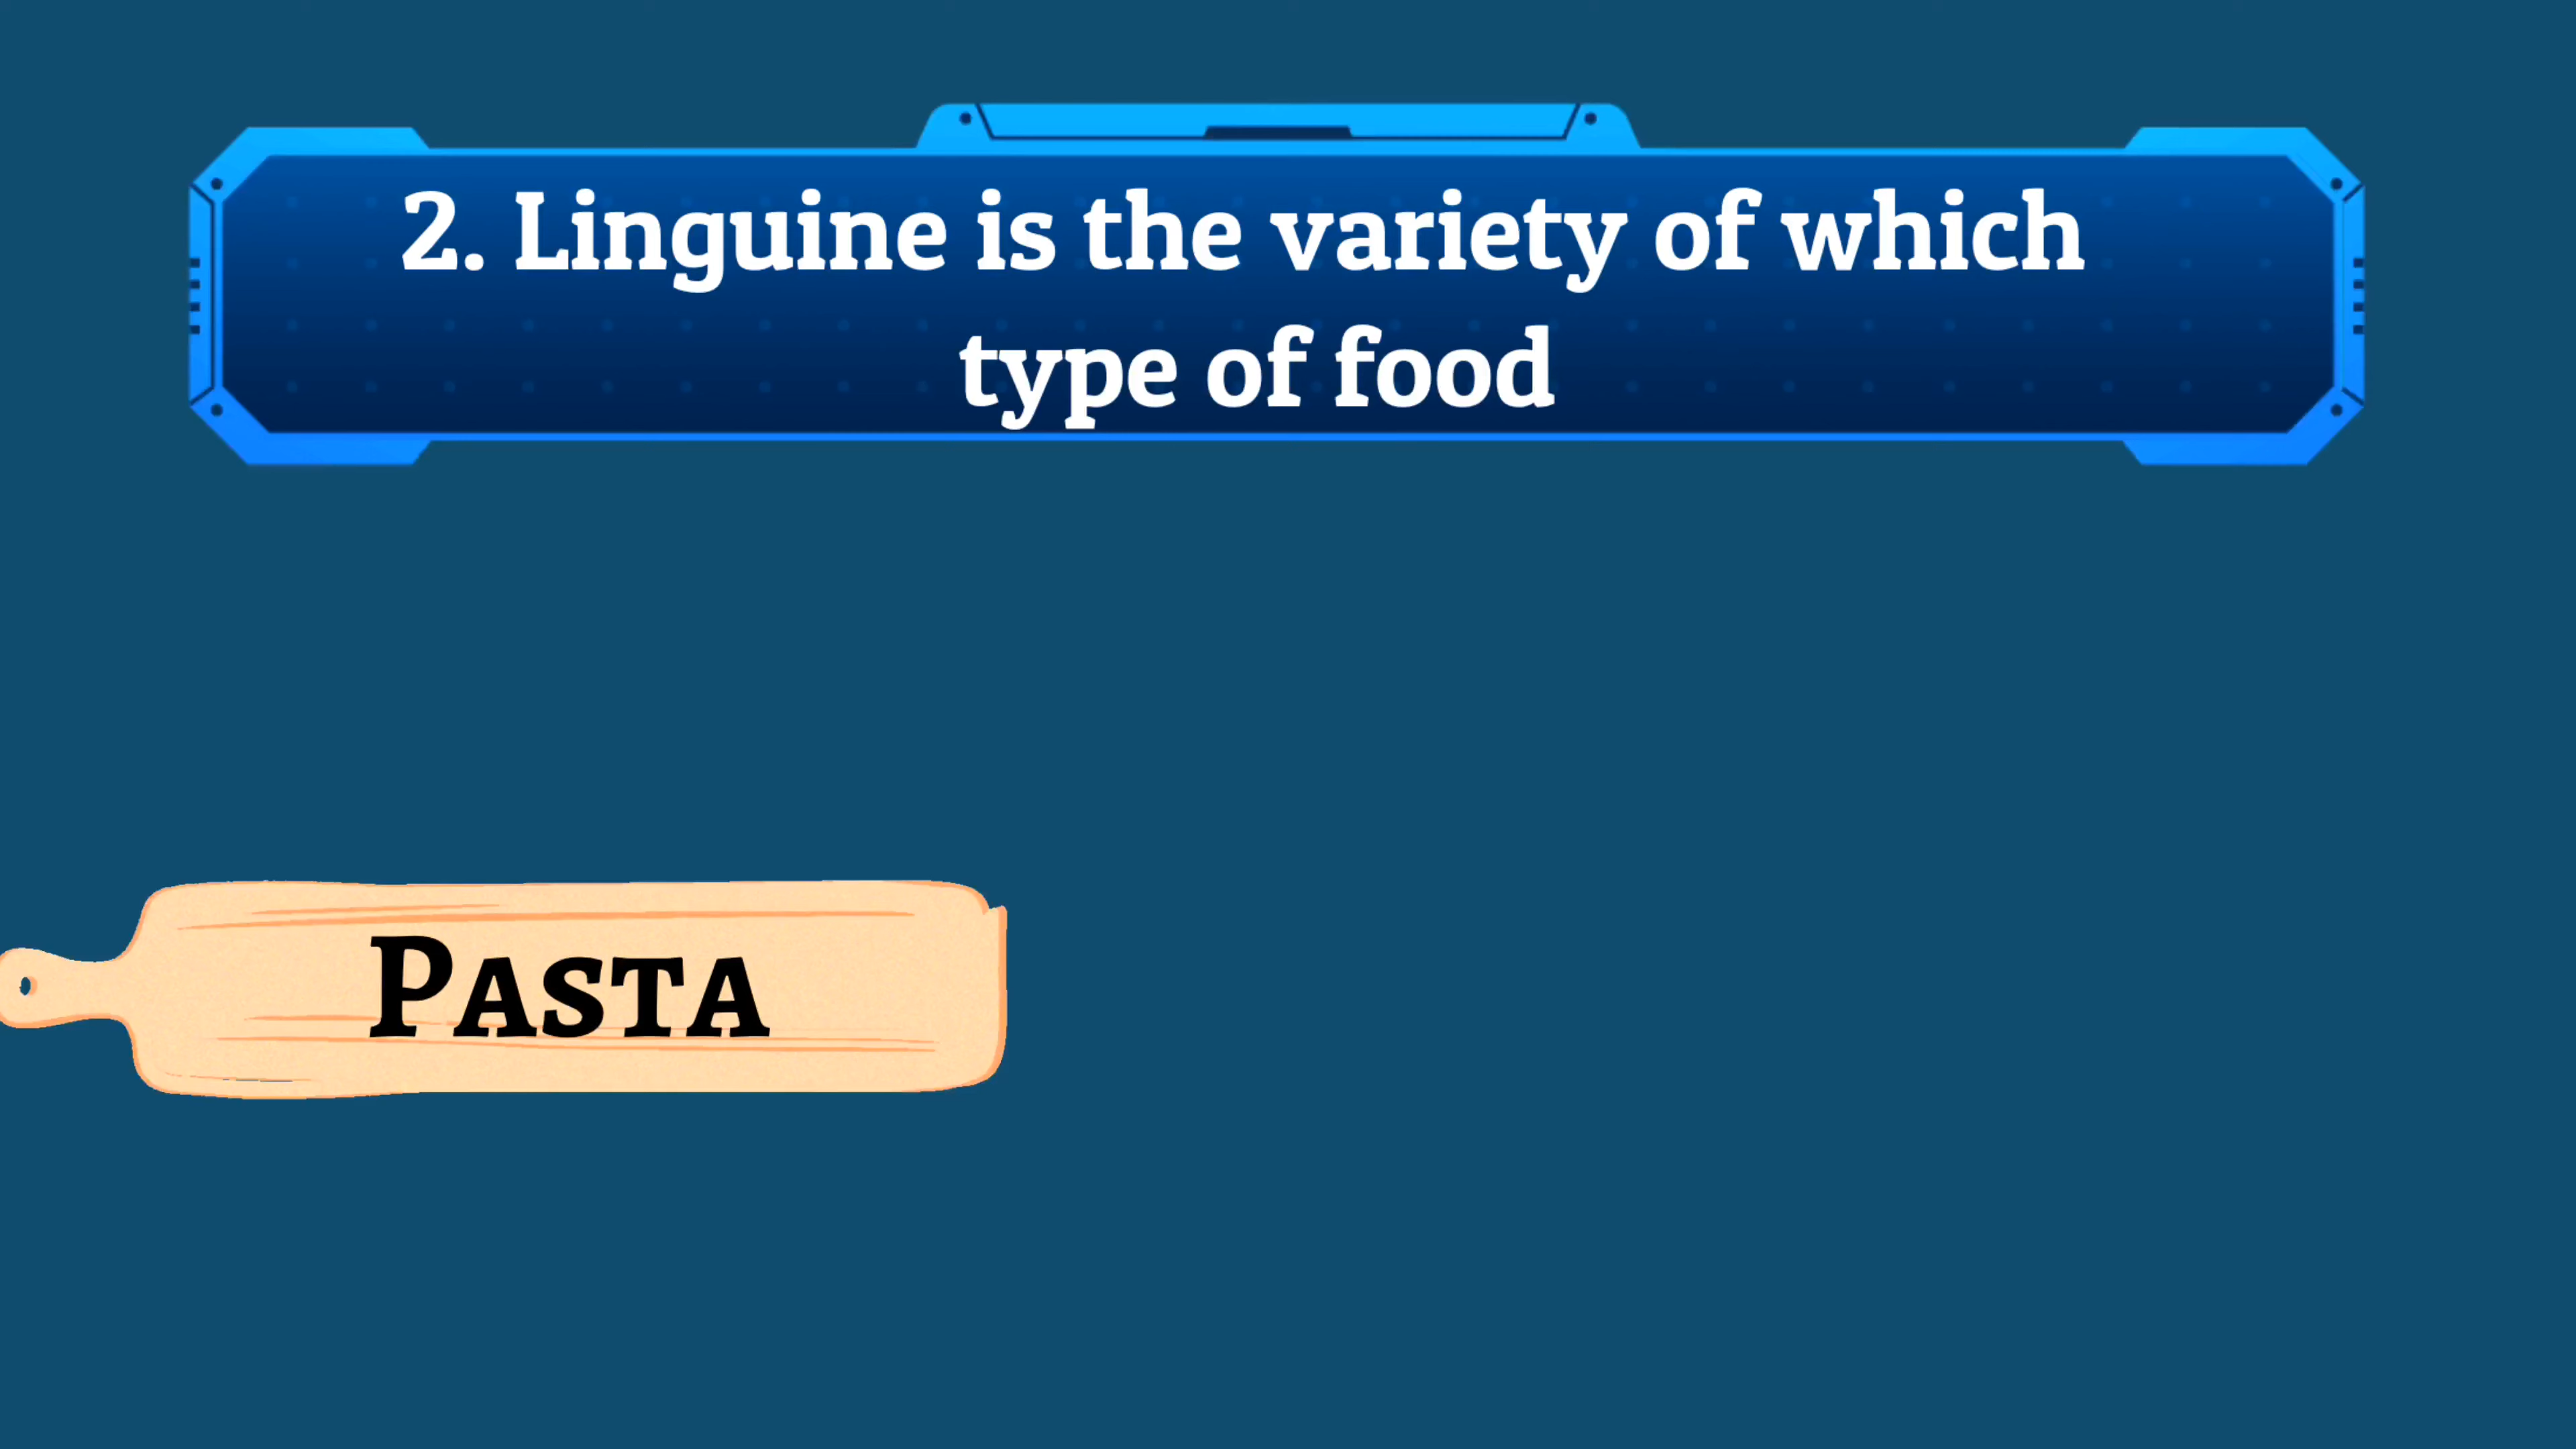 2. Linguine is the variety of which
type of food
Pasta